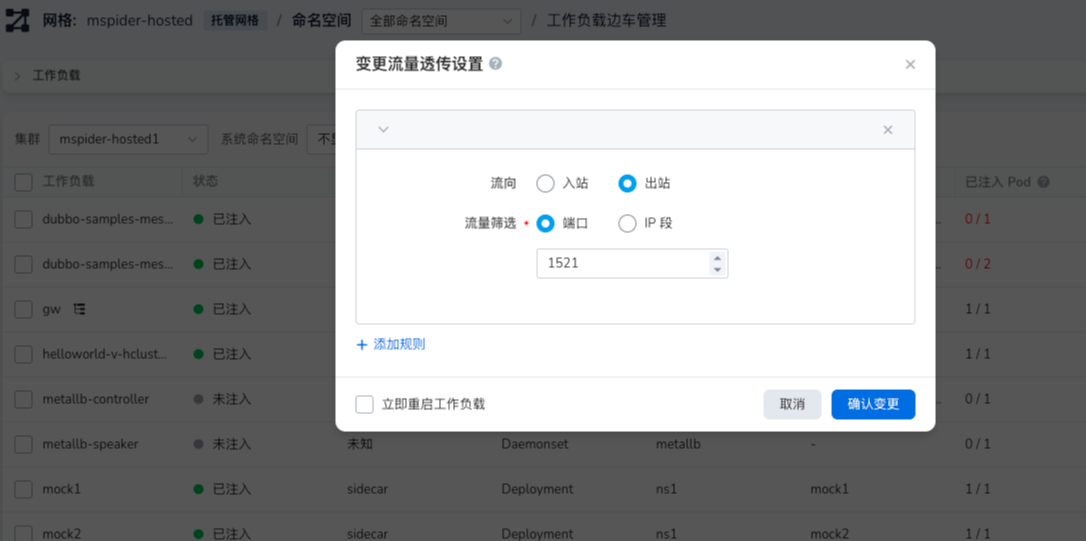 网格: mspider-hosted 托管网格 / 命名空间 全部命名空间 / 工作负载边车管理
变更流量透传设置
工作负载
集群 mspider-hosted1 系统命名空间
流向 入站 出站
工作负载 状态 已注入 Pod
流量筛选 • 端口 IP 段
dubbo-samples-mes... 已注入 0 / 1
1521
dubbo-samples-mes... 已注入 0 / 2
gw 已注入 1 / 1
+ 添加规则
helloworld-v-hclust... 已注入 1 / 1
立即重启工作负载 取消 确认变更
metallb-controller 未注入 0 / 1
metallb-speaker 未注入 未知 Daemonset metallb - 0 / 1
mock1 已注入 sidecar Deployment ns1 mock1 1 / 1
mock2 已注入 sidecar Deployment ns1 mock2 1 / 1